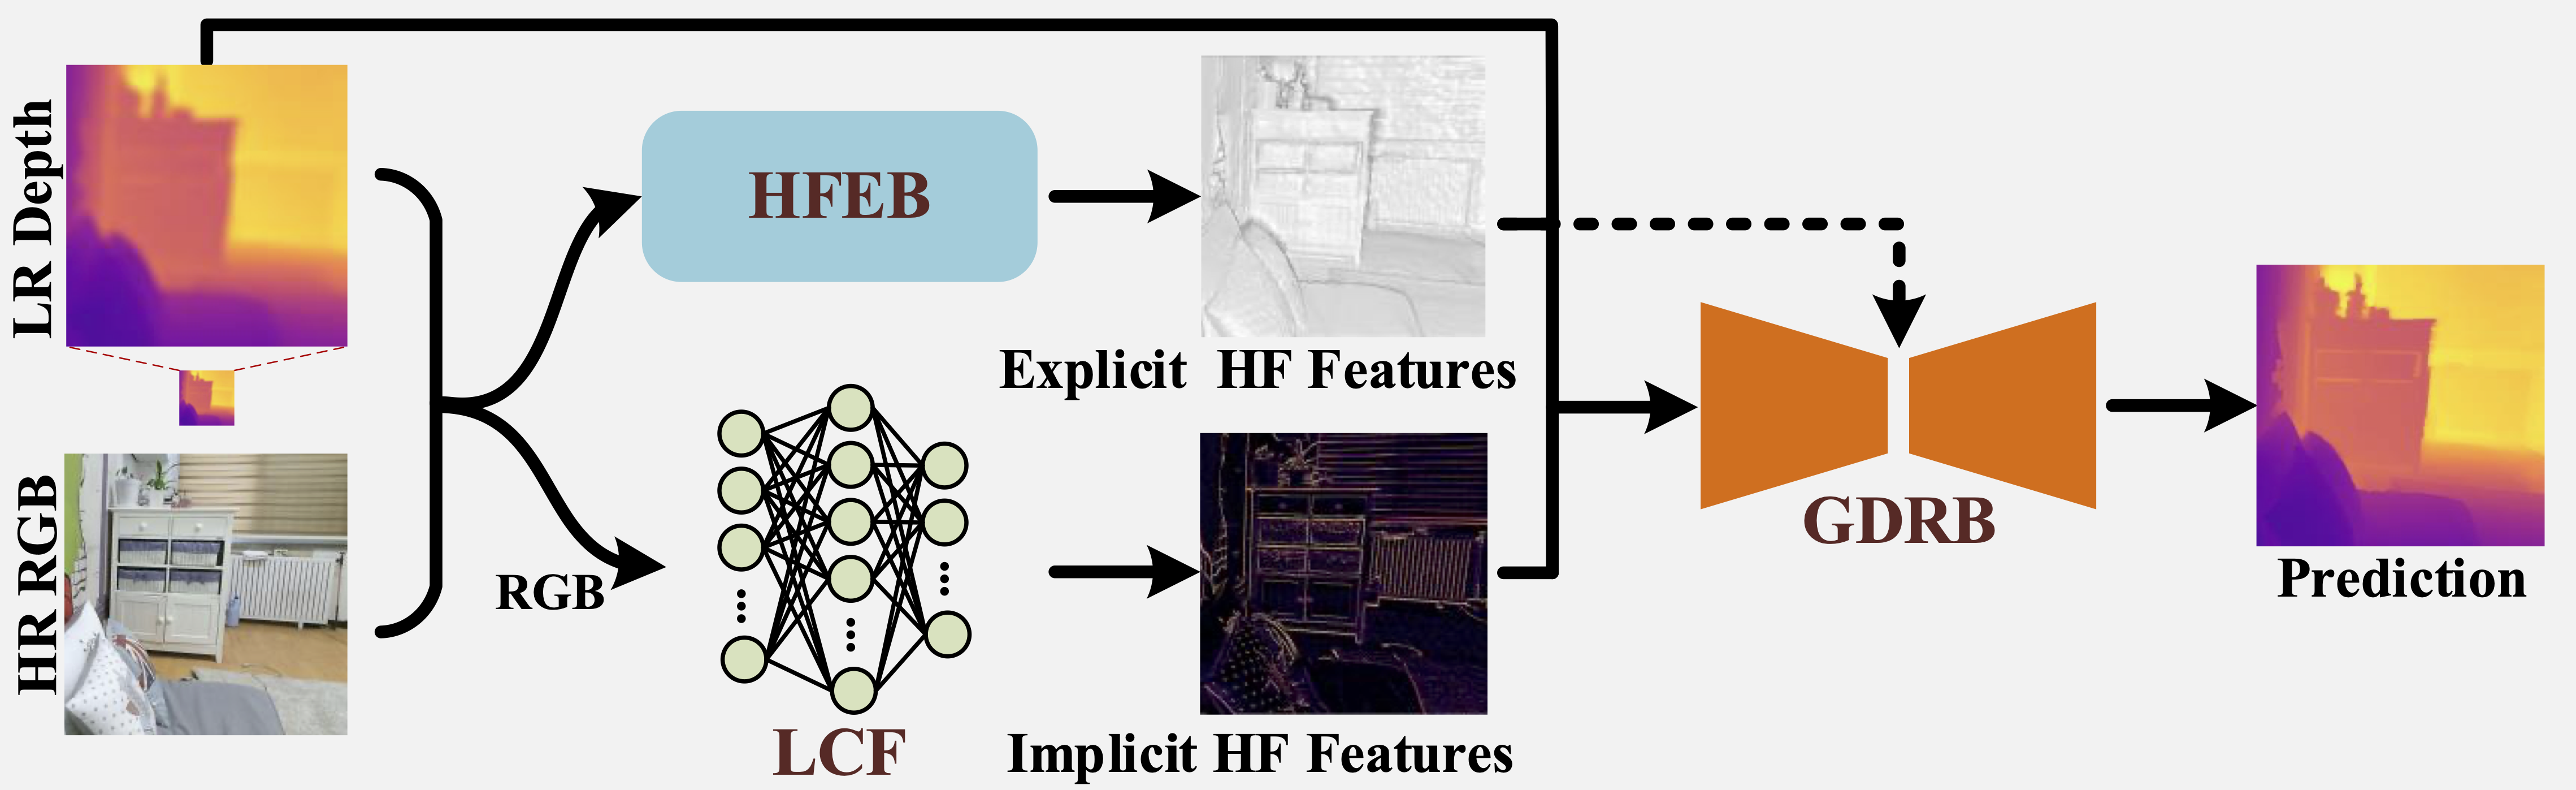 LR Depth
HR RGB
HFEB
RGB
LCF
Explicit HF Features
Implicit HF Features
GDRB
Prediction